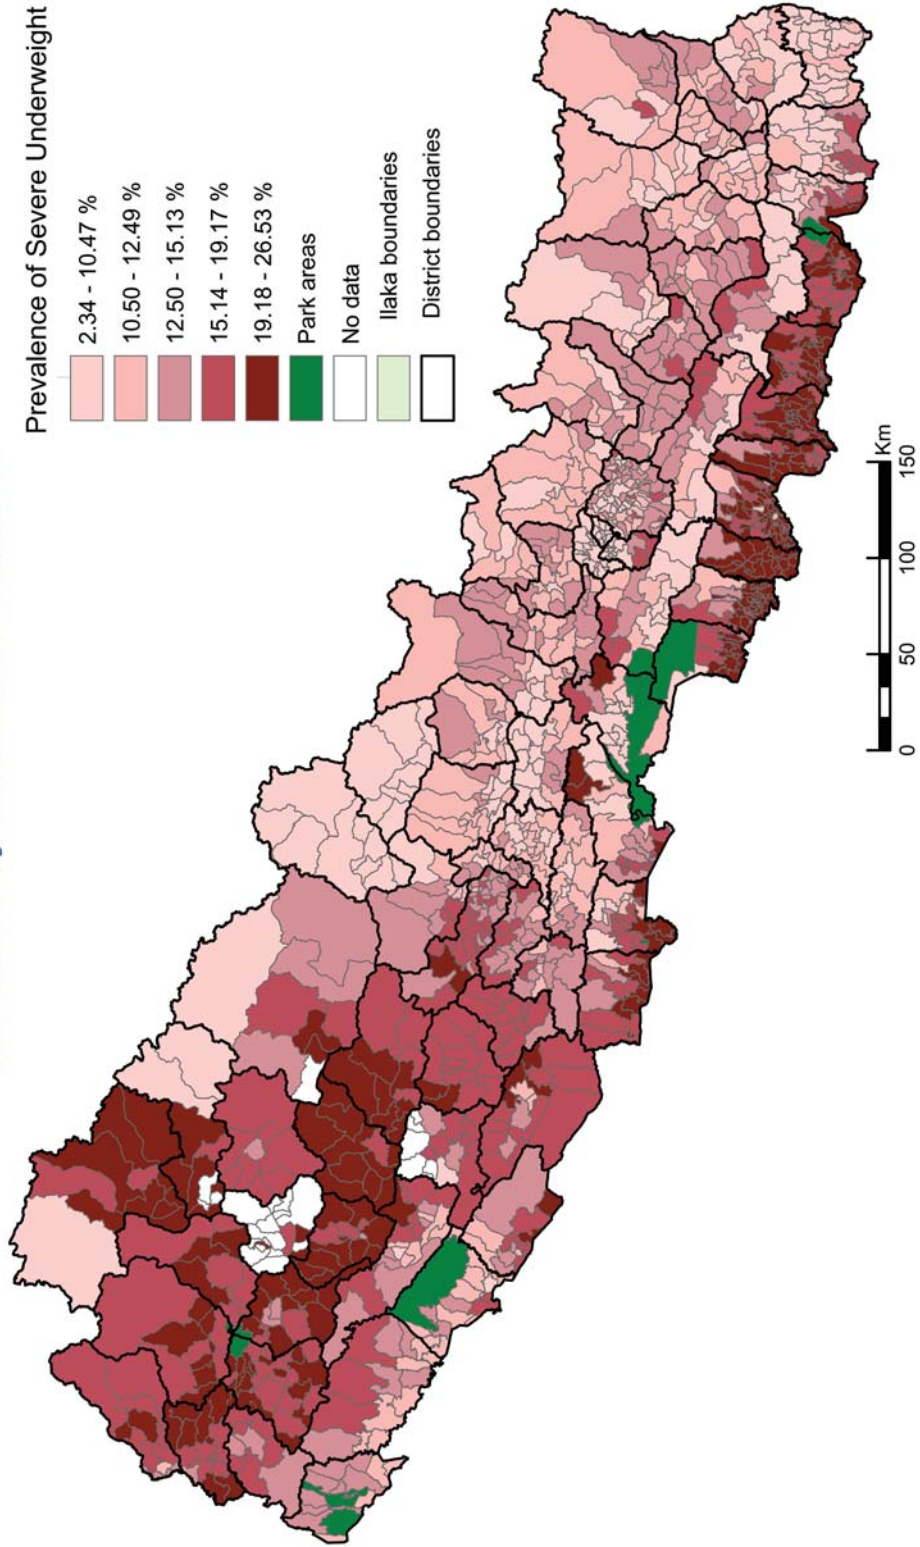 Prevalence of Severe Underweight
2.34 - 10.47 %
10.50 - 12.49 %
12.50 - 15.13 %
15.14 - 19.17 %
19.18 - 26.53 %
Park areas
No data
Ilaka boundaries
District boundaries
Km
0 50 100 150